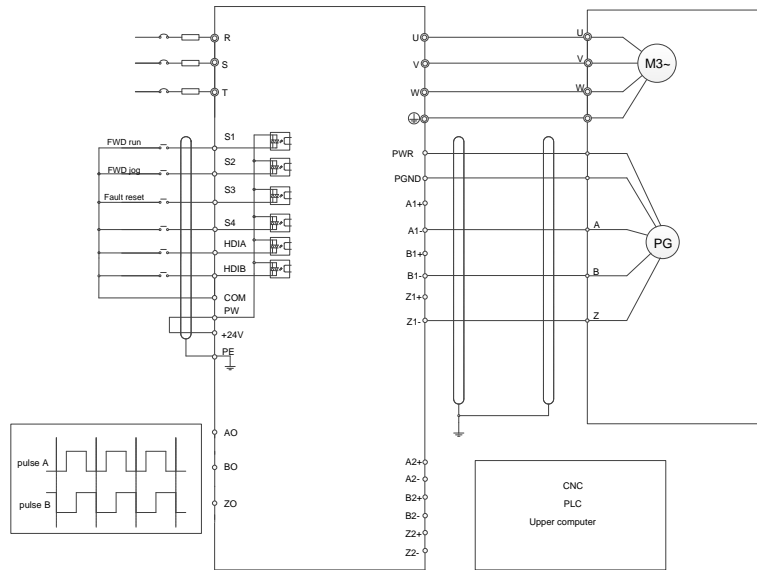 R
S
T
U
V
W
U
V
W
M3~
FWD run
S1
FWD jog
S2
Fault reset
S3
S4
HDIA
HDIB
COM
PW
+24V
PE
PWR
PGND
A1+
A1-
B1+
B1-
Z1+
Z1-
A
B
Z
PG
pulse A
pulse B
AO
BO
ZO
A2+
A2-
B2+
B2-
Z2+
Z2-
CNC
PLC
Upper computer